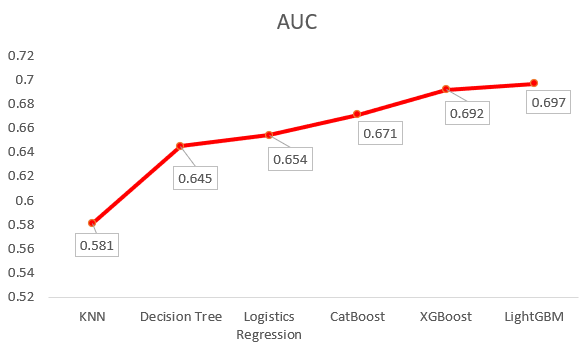 AUC
0.72
0.7
0.68
0.66
0.64
0.62
0.6
0.58
0.56
0.54
0.52
0.581
0.645
0.654
0.671
0.692
0.697
KNN
Decision Tree
Logistics
Regression
CatBoost
XGBoost
LightGBM